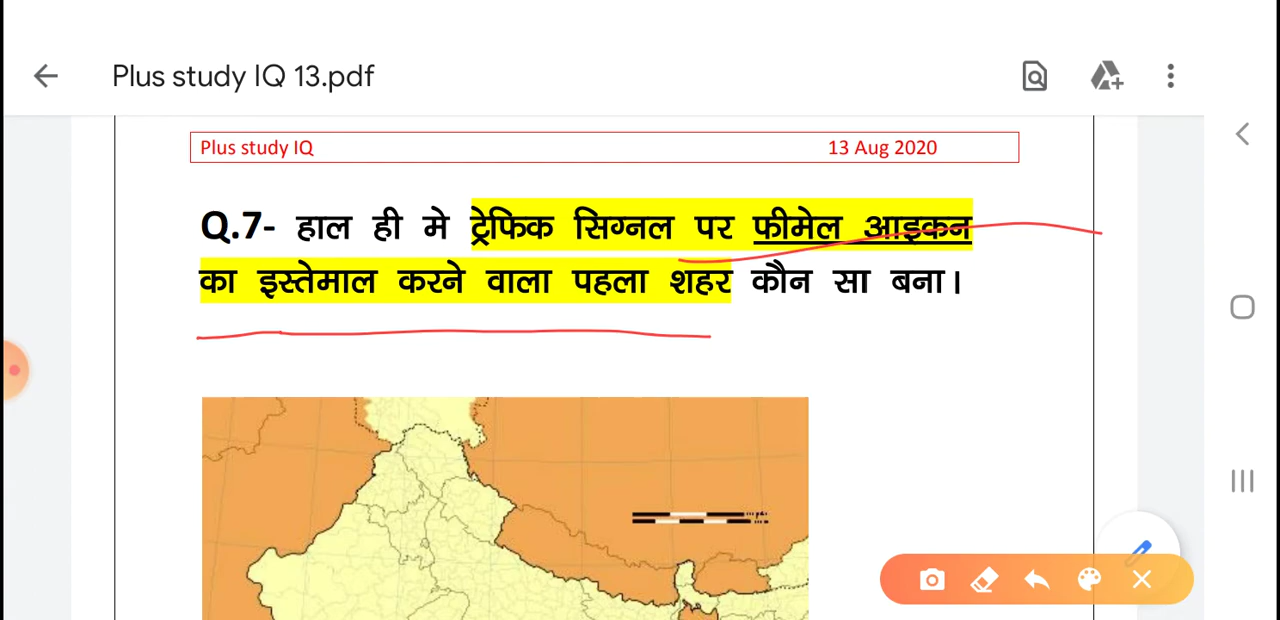 Plus study IQ 13.pdf
Plus study IQ 13 Aug 2020
Q.7- हाल ही मे ट्रेफिक सिग्नल पर फीमेल आइकन
का इस्तेमाल करने वाला पहला शहर कौन सा बना।